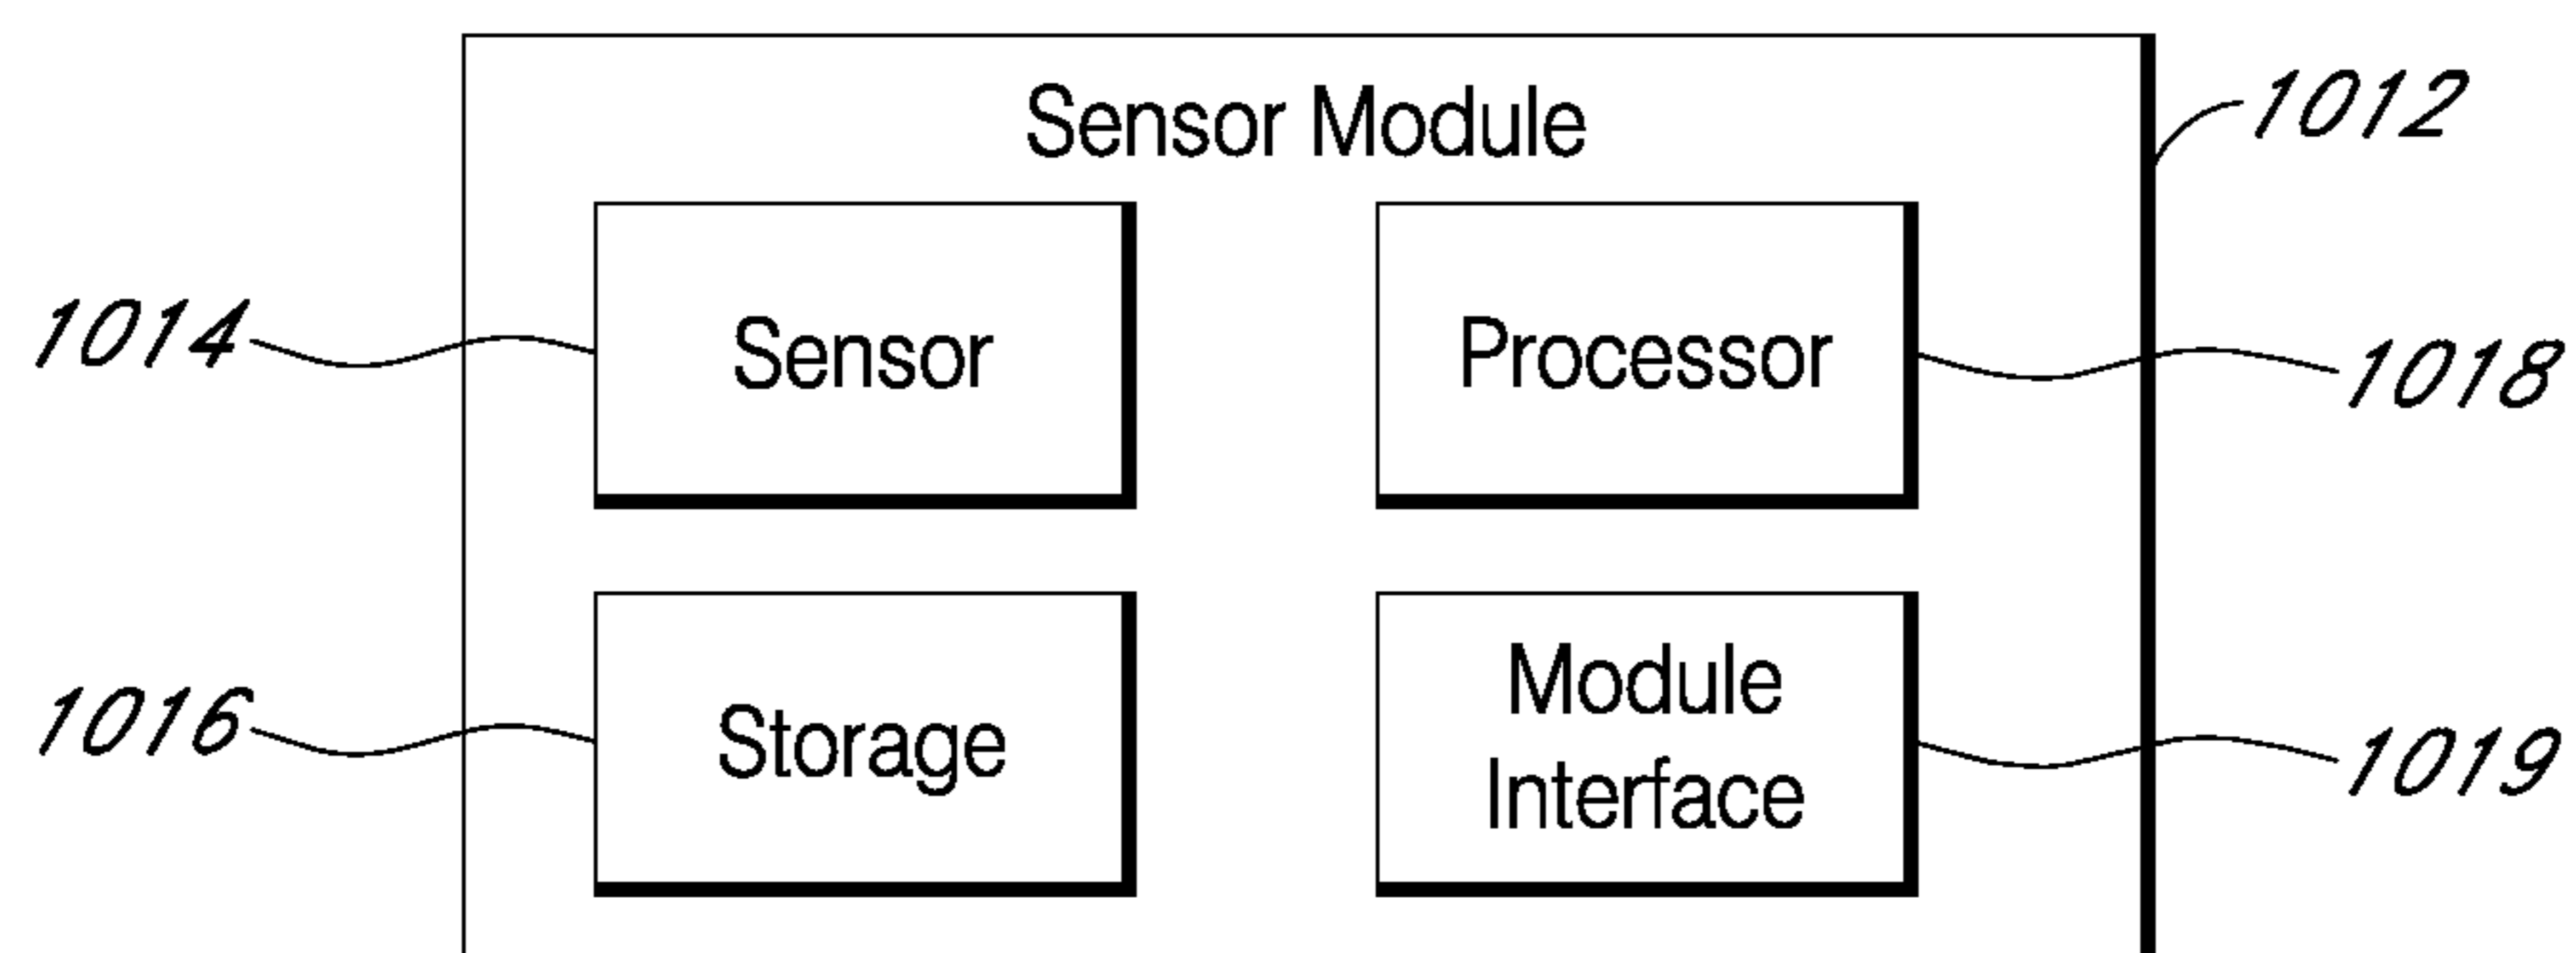 Sensor Module
1012
1014
Sensor
Processor
1018
1016
Storage
Module
Interface
1019